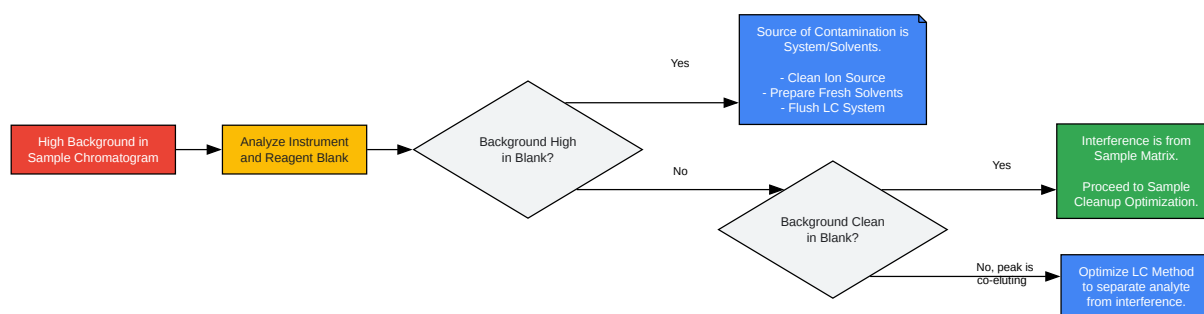 High Background in
Sample Chromatogram
Analyze Instrument
and Reagent Blank
Background High
in Blank?
Yes
Source of Contamination is
System/Solvents.
- Clean Ion Source
- Prepare Fresh Solvents
- Flush LC System
No
Background Clean
in Blank?
Yes
Interference is from
Sample Matrix.
Proceed to Sample
Cleanup Optimization.
No, peak is
co-eluting
Optimize LC Method
to separate analyte
from interference.